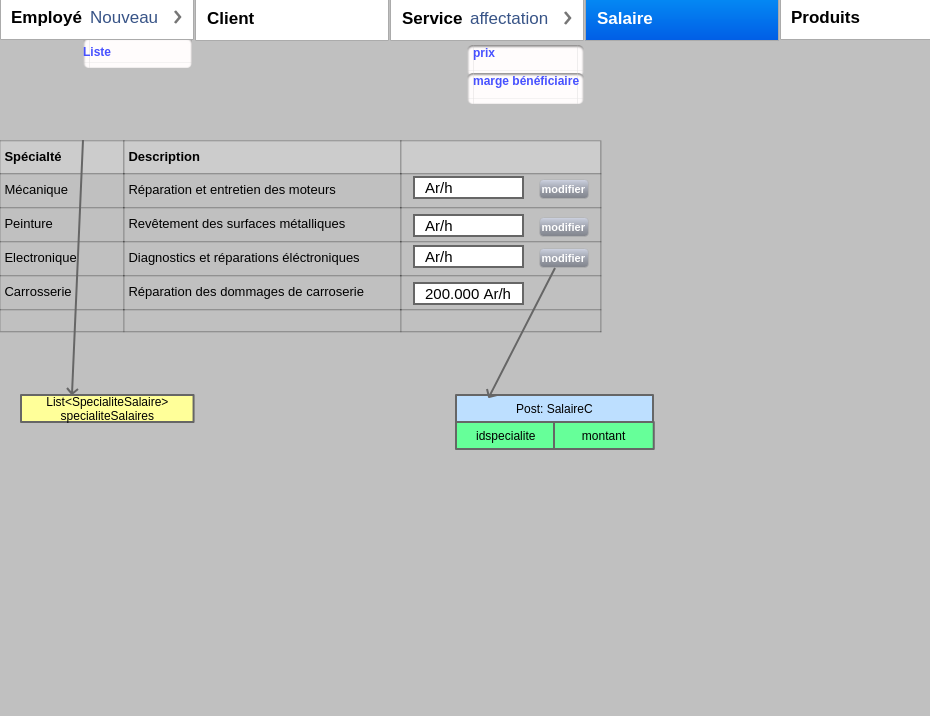 Employé Nouveau Client Service affectation Salaire Produits
Liste prix
marge bénéficiaire
Spécialté Description
Mécanique Réparation et entretien des moteurs Ar/h modifier
Peinture Revêtement des surfaces métalliques Ar/h modifier
Electronique Diagnostics et réparations éléctroniques Ar/h modifier
Carrosserie Réparation des dommages de carroserie 200.000 Ar/h
List<SpecialiteSalaire>
specialiteSalaires
Post: SalaireC
idspecialite montant